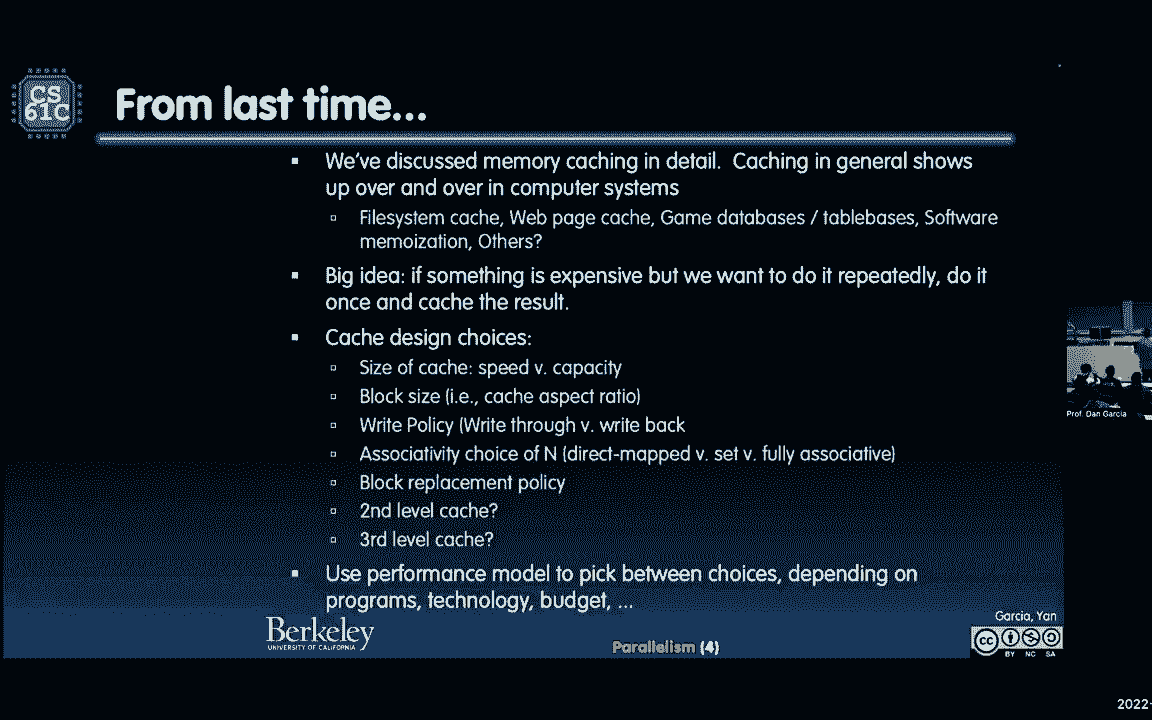 CS
61C
From last time...
We've discussed memory caching in detail. Caching in general shows
up over and over in computer systems
Filesystem cache, Web page cache, Game databases / tablebases, Software
memoization, Others?
Big idea: if something is expensive but we want to do it repeatedly, do it
once and cache the result.
Cache design choices:
Size of cache: speed v. capacity
Block size (i.e., cache aspect ratio)
Write Policy (Write through v. write back
Associativity choice of N (direct-mapped v. set v. fully associative)
Block replacement policy
2nd level cache?
3rd level cache?
Use performance model to pick between choices, depending on
programs, technology, budget, ...
Prof. Dan Garcia
Garcia, Yan
Berkeley
UNIVERSITY OF CALIFORNIA
Parallelism (4)
cc
BY NC SA
2022-